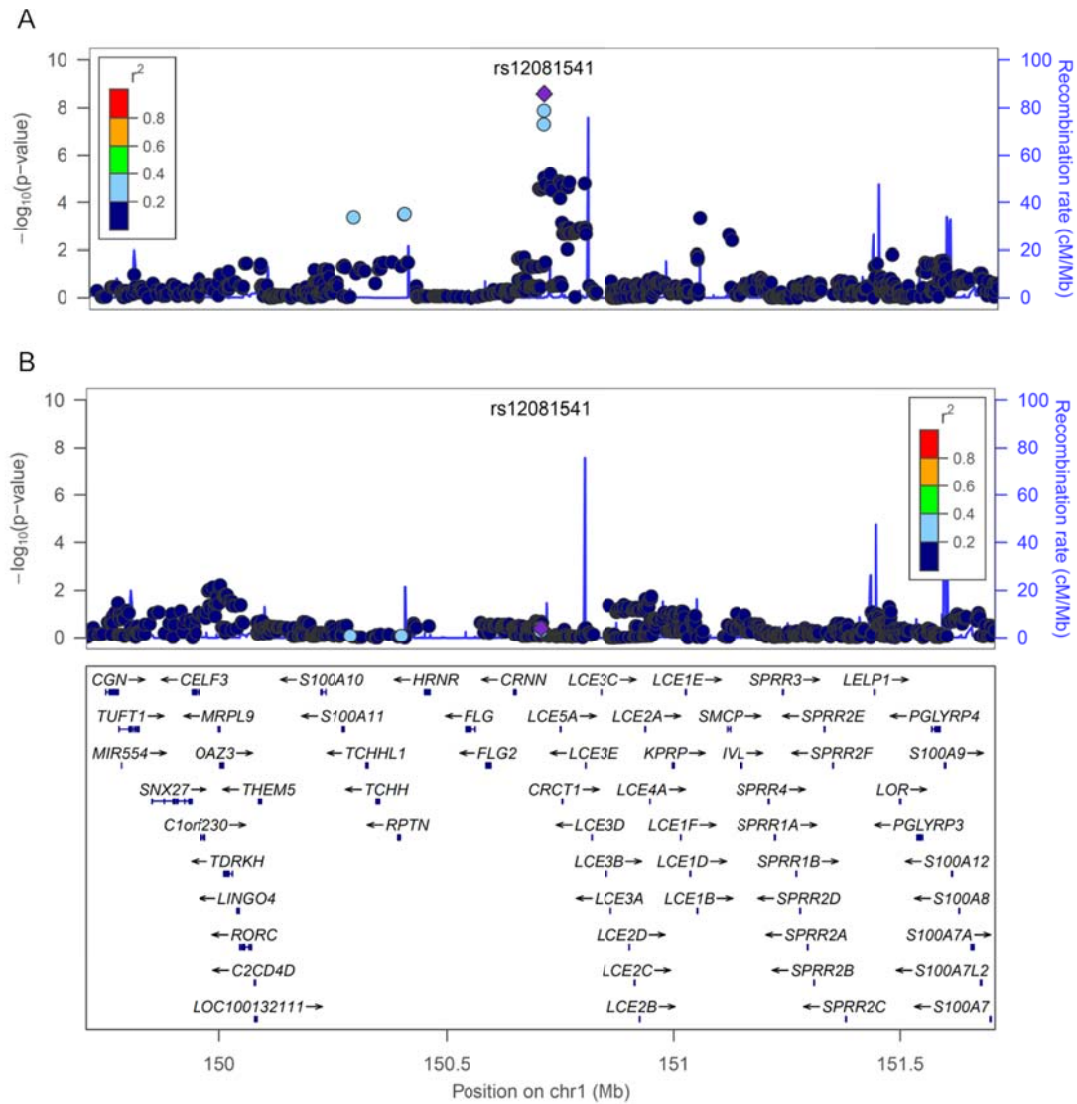 A
10
8
6
4
2
0
−log10(p-value)
r2
0.8
0.6
0.4
0.2
rs12081541
100
80
60
40
20
0
Recombination rate (cM/Mb)
B
10
8
6
4
2
0
−log10(p-value)
rs12081541
r2
0.8
0.6
0.4
0.2
100
80
60
40
20
0
Recombination rate (cM/Mb)
CGN→ ←CELF3 ←S100A10 ←HRNR ←CRNN LCE3C→ LCE1E→ SPRR3→ LELP1→
TUFT1→ ←MRPL9 ←S100A11 ←FLG LCE5A→ LCE2A→ SMCP→ ←SPRR2E ←PGLYRP4
MIR554→ OAZ3→ ←TCHHL1 ←FLG2 ←LCE3E KPRP→ IVL→ ←SPRR2F S100A9→
SNX27→ ←THEM5 ←TCHH CRCT1→ LCE4A→ SPRR4→ LOR→
C1ori230→ ←RPTN ←LCE3D LCE1F→ SPRR1A→ ←PGLYRP3
←TDRKH LCE3B→ LCE1D→ SPRR1B→ ←S100A12
←LINGO4 ←LCE3A LCE1B→ ←SPRR2D ←S100A8
←RORC LCE2D→ ←SPRR2A S100A7A→
←C2CD4D LCE2C→ ←SPRR2B ←S100A7L2
LOC100132111→ LCE2B→ ←SPRR2C ←S100A7
150 150.5 151 151.5
Position on chr1 (Mb)